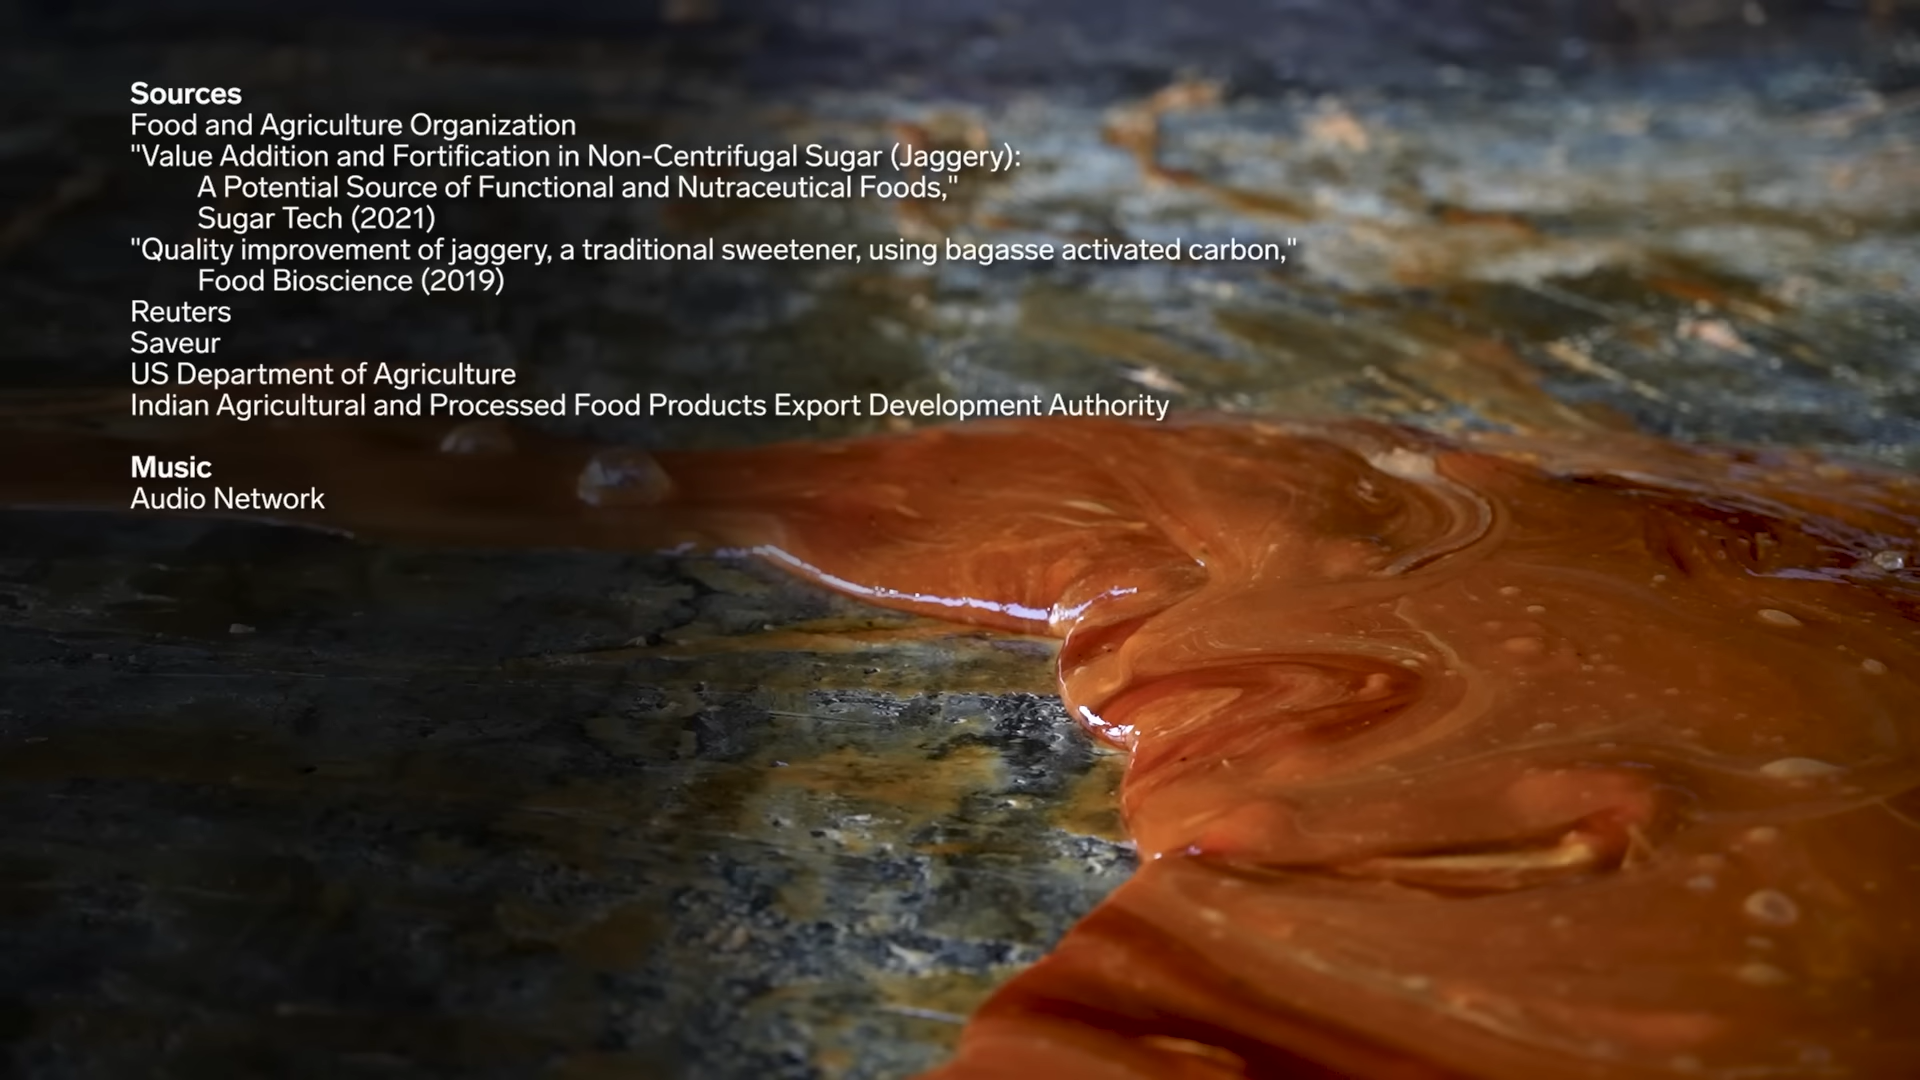 Sources
Food and Agriculture Organization
"Value Addition and Fortification in Non-Centrifugal Sugar (Jaggery):
A Potential Source of Functional and Nutraceutical Foods,"
Sugar Tech (2021)
"Quality improvement of jaggery, a traditional sweetener, using bagasse activated carbon,"
Food Bioscience (2019)
Reuters
Saveur
US Department of Agriculture
Indian Agricultural and Processed Food Products Export Development Authority
Music
Audio Network